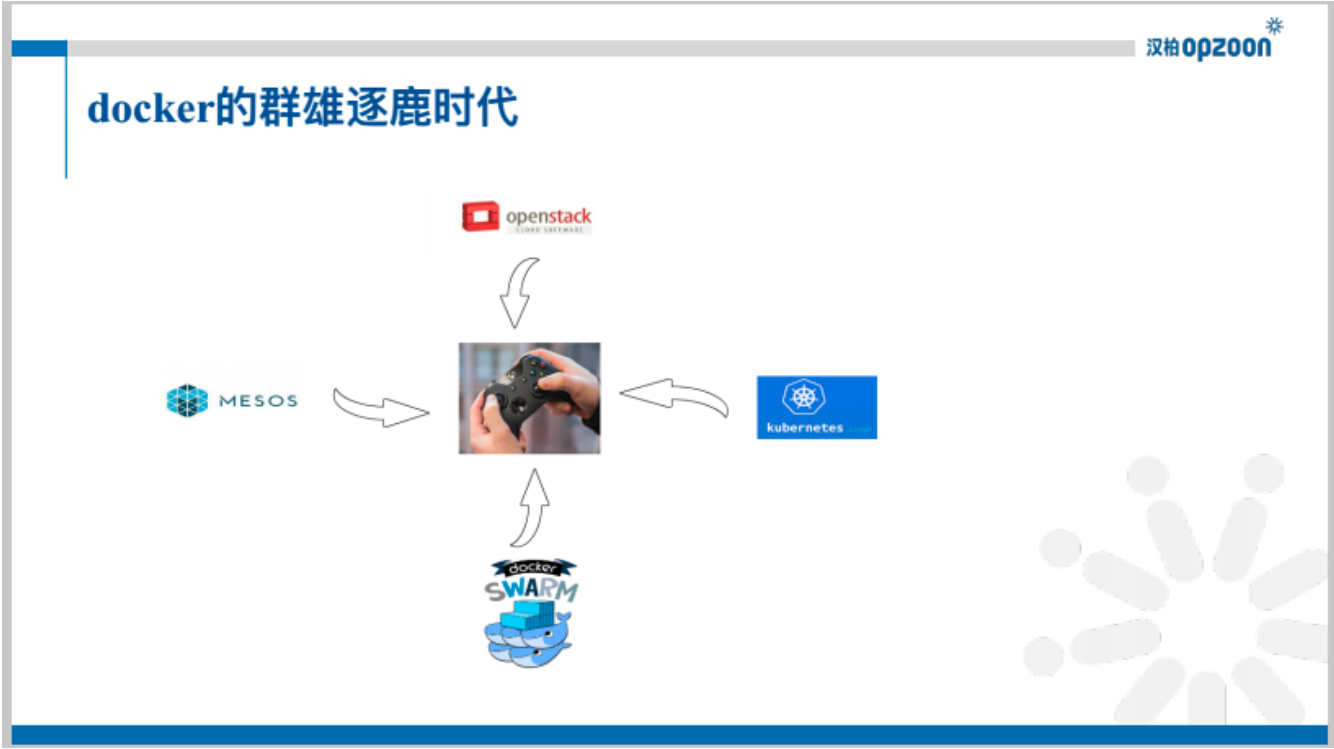 汉柏opzoon
docker的群雄逐鹿时代
openstack
CLOUD SOFTWARE
MESOS
kubernetes
docker
SWARM